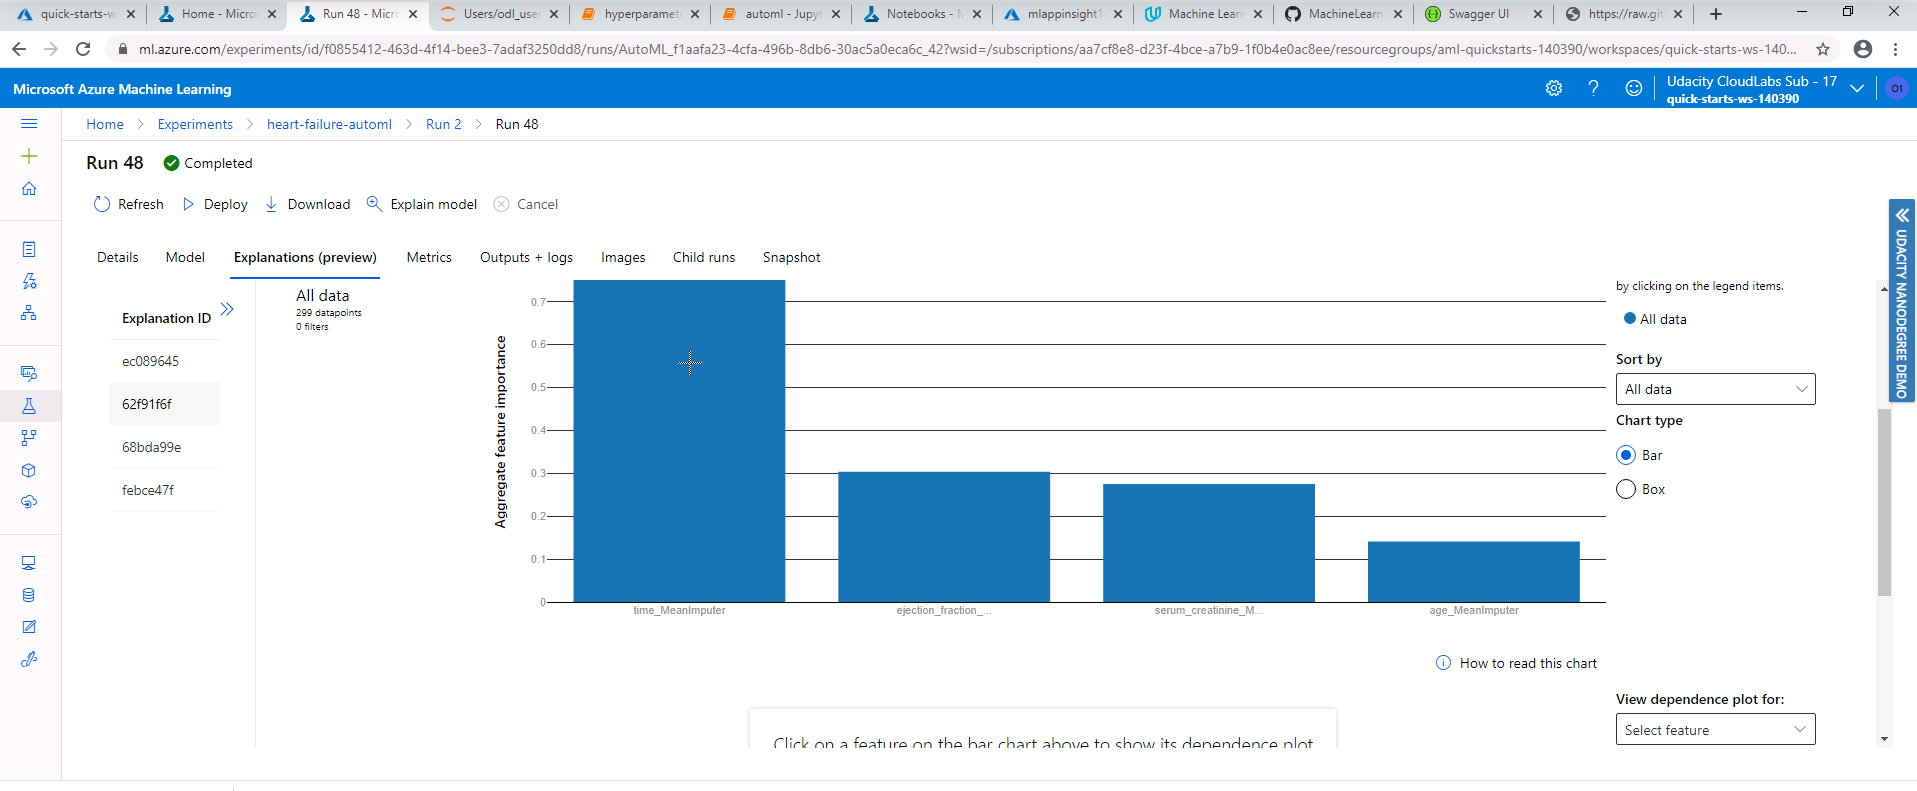 quick-starts-w
Home - Micros
Run 48 - Micro
Users/odl_use
hyperparamete
automl - Jupyt
Notebooks - M
mlappinsight1
Machine Learn
MachineLearn
Swagger UI
https://raw.git
ml.azure.com/experiments/id/f0855412-463d-4f14-bee3-7adaf3250dd8/runs/AutoML_f1aafa23-4cfa-496b-8db6-30ac5a0eca6c_42?wsid=/subscriptions/aa7cf8e8-d23f-4bce-a7b9-1f0b4e0ac8ee/resourcegroups/aml-quickstarts-140390/workspaces/quick-starts-ws-140...
Microsoft Azure Machine Learning
Udacity CloudLabs Sub - 17
quick-starts-ws-140390
O1
Home > Experiments > heart-failure-automl > Run 2 > Run 48
Run 48 Completed
Refresh Deploy Download Explain model Cancel
Details Model Explanations (preview) Metrics Outputs + logs Images Child runs Snapshot
Explanation ID
ec089645
62f91f6f
68bda99e
febce47f
All data
299 datapoints
0 filters
Aggregate feature importance
0.7
0.6
0.5
0.4
0.3
0.2
0.1
0
time_MeanImputer
ejection_fraction_...
serum_creatinine_M...
age_MeanImputer
How to read this chart
Click on a feature on the bar chart above to show its dependence plot
by clicking on the legend items.
All data
Sort by
All data
Chart type
Bar
Box
View dependence plot for:
Select feature
UDACITY NANODEGREE DEMO